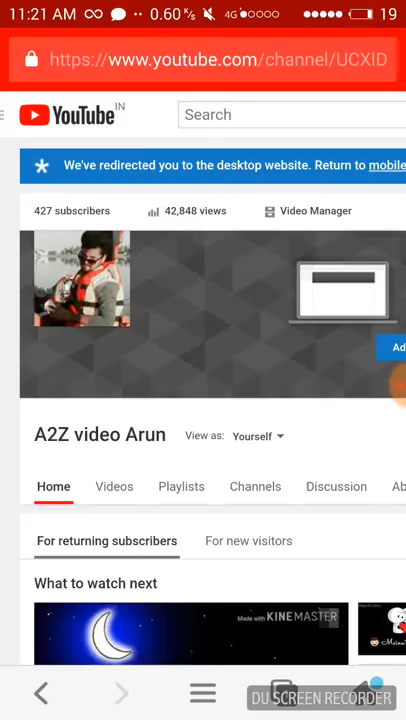 11:21 AM 0.60 K/s 4G 19
https://www.youtube.com/channel/UCXlD
YouTube IN
Search
We've redirected you to the desktop website. Return to mobile
427 subscribers 42,848 views Video Manager
Ad
A2Z video Arun View as: Yourself
Home Videos Playlists Channels Discussion Ab
For returning subscribers For new visitors
What to watch next
Made with KINEMASTER
DU SCREEN RECORDER